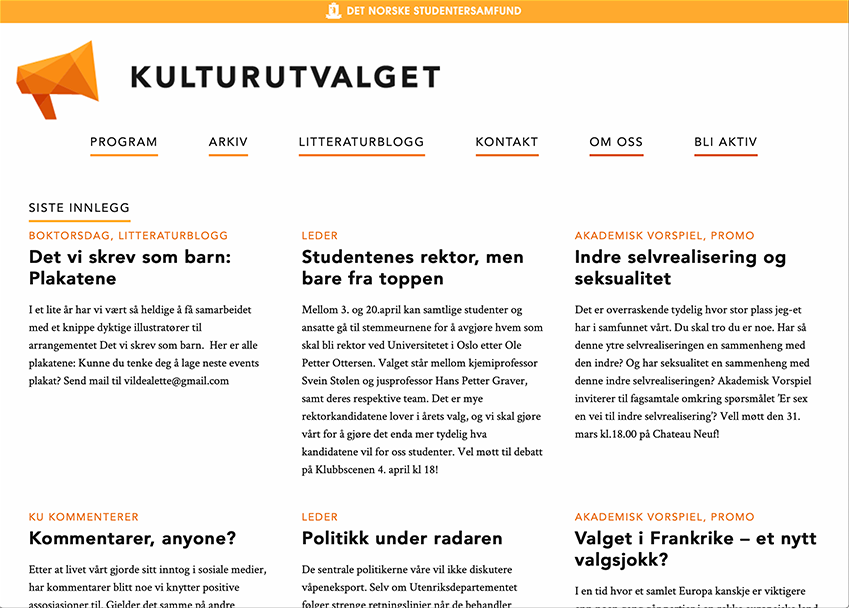 DET NORSKE STUDENTERSAMFUND
KULTURUTVALGET
PROGRAM ARKIV LITTERATURBLOGG KONTAKT OM OSS BLI AKTIV
SISTE INNLEGG
BOKTORSDAG, LITTERATURBLOGG
Det vi skrev som barn:
Plakatene
I et lite år har vi vært så heldige å få samarbeidet
med et knippe dyktige illustratører til
arrangementet Det vi skrev som barn.  Her er alle
plakatene: Kunne du tenke deg å lage neste events
plakat? Send mail til vildealette@gmail.com
LEDER
Studentenes rektor, men
bare fra toppen
Mellom 3. og 20.april kan samtlige studenter og
ansatte gå til stemmeurnene for å avgjøre hvem som
skal bli rektor ved Universitetet i Oslo etter Ole
Petter Ottersen. Valget står mellom kjemiprofessor
Svein Stølen og jusprofessor Hans Petter Graver,
samt deres respektive team. Det er mye
rektorkandidatene lover i årets valg, og vi skal gjøre
vårt for å gjøre det enda mer tydelig hva
kandidatene vil for oss studenter. Vel møtt til debatt
på Klubbscenen 4. april kl 18!
AKADEMISK VORSPIEL, PROMO
Indre selvrealisering og
seksualitet
Det er overraskende tydelig hvor stor plass jeg-et
har i samfunnet vårt. Du skal tro du er noe. Har så
denne ytre selvrealiseringen en sammenheng med
den indre? Og har seksualitet en sammenheng med
denne indre selvrealiseringen? Akademisk Vorspiel
inviterer til fagsamtale omkring spørsmålet 'Er sex
en vei til indre selvrealisering'? Vell møtt den 31.
mars kl.18.00 på Chateau Neuf!
KU KOMMENTERER
Kommentarer, anyone?
Etter at livet vårt gjorde sitt inntog i sosiale medier,
har kommentarer blitt noe vi knytter positive
assosiasjoner til. Gjelder det samme på andre
LEDER
Politikk under radaren
De sentrale politikerne våre vil ikke diskutere
våpeneksport. Selv om Utenriksdepartementet
følger strenge retningslinjer når de behandler
AKADEMISK VORSPIEL, PROMO
Valget i Frankrike – et nytt
valgsjokk?
I en tid hvor et samlet Europa kanskje er viktigere